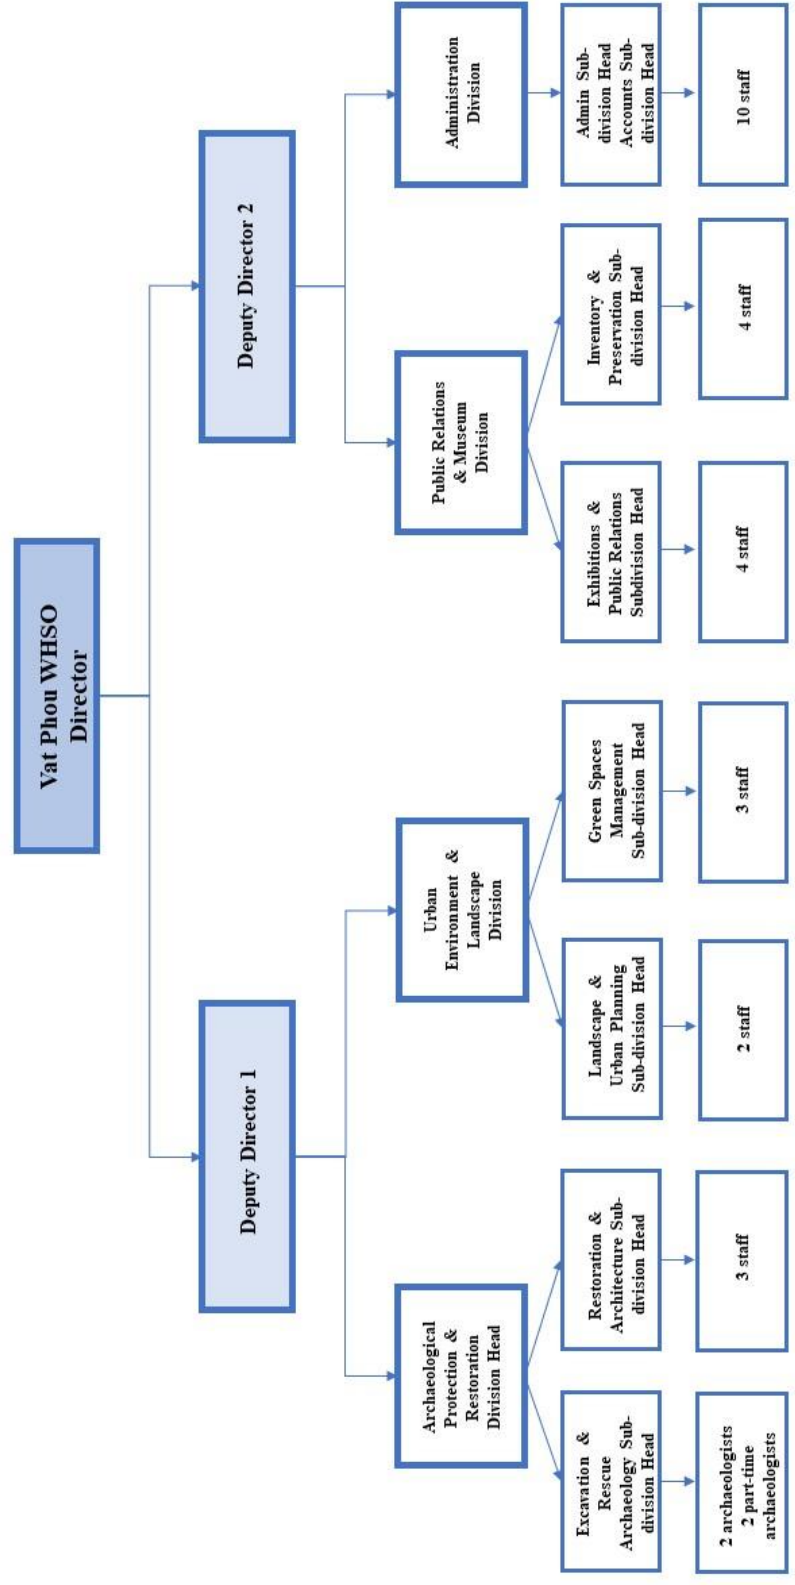 Vat Phou WHSO
Director
Deputy Director 1
Deputy Director 2
Archaeological
Protection &
Restoration
Division Head
Urban
Environment &
Landscape
Division
Public Relations
& Museum
Division
Administration
Division
Excavation &
Rescue
Archaeology Sub-
division Head
Restoration &
Architecture Sub-
division Head
Landscape &
Urban Planning
Sub-division Head
Green Spaces
Management
Sub-division Head
Exhibitions &
Public Relations
Subdivision Head
Inventory &
Preservation Sub-
division Head
Admin Sub-
division Head
Accounts Sub-
division Head
2 archaeologists
2 part-time
archaeologists
3 staff
2 staff
3 staff
4 staff
4 staff
10 staff